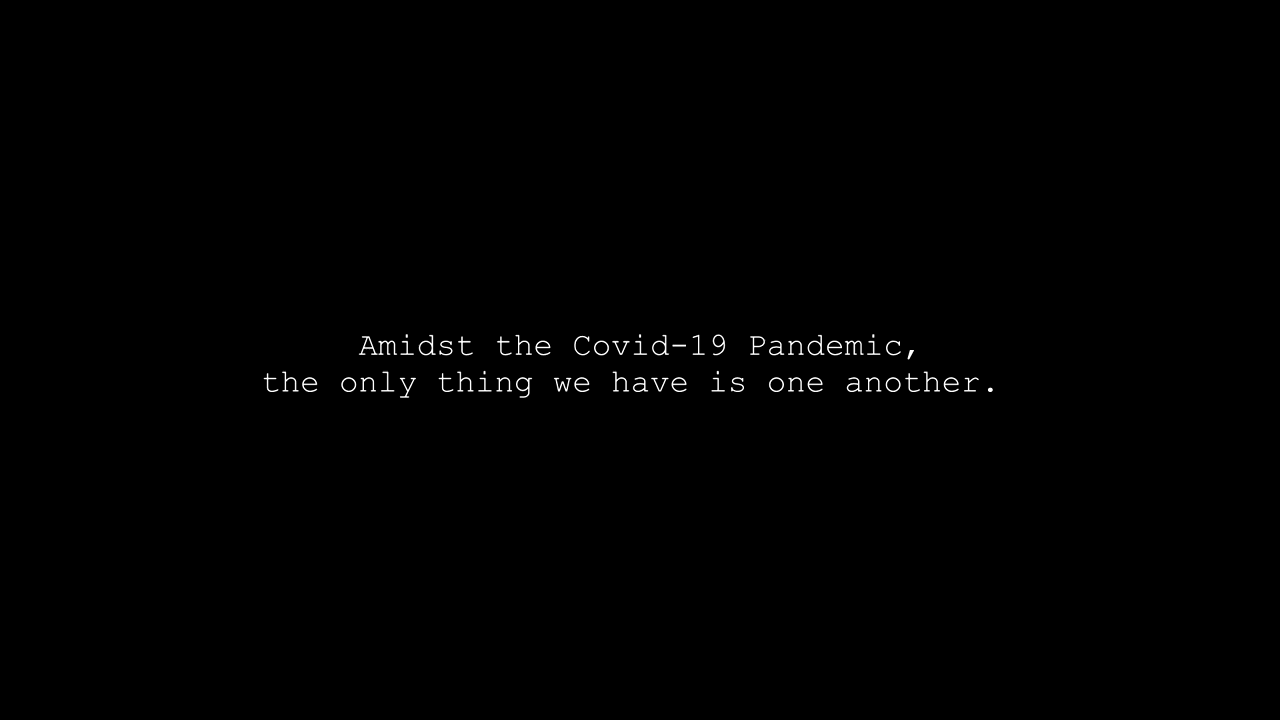 Amidst the Covid-19 Pandemic,
the only thing we have is one another.